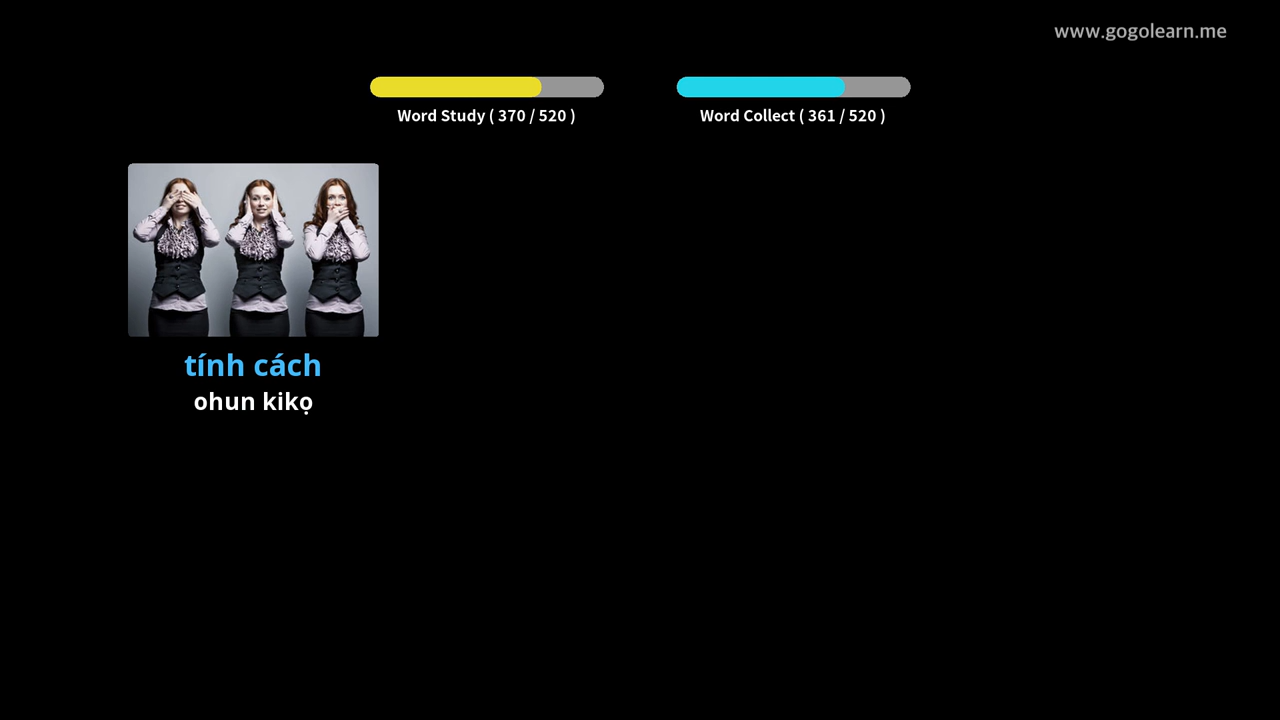 www.gogolearn.me
Word Study ( 370 / 520 )
Word Collect ( 361 / 520 )
tính cách
ohun kikọ